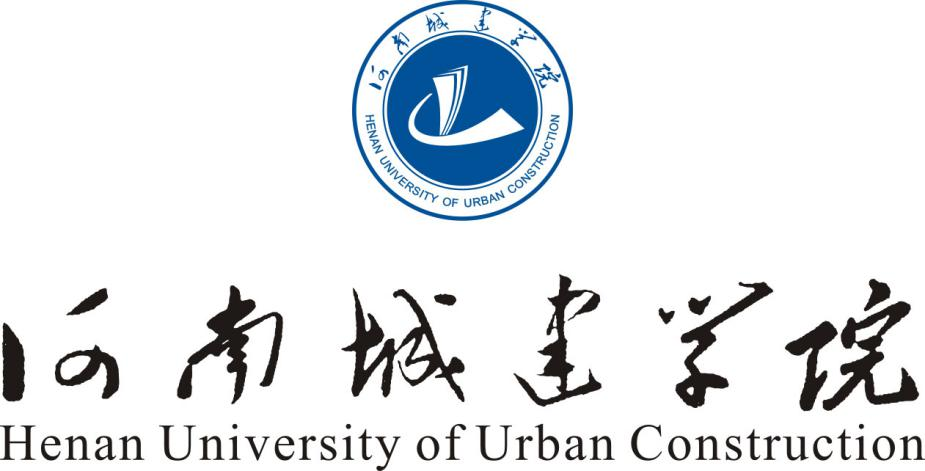 河南城建学院
HENAN UNIVERSITY OF URBAN CONSTRUCTION
河南城建学院
Henan University of Urban Construction